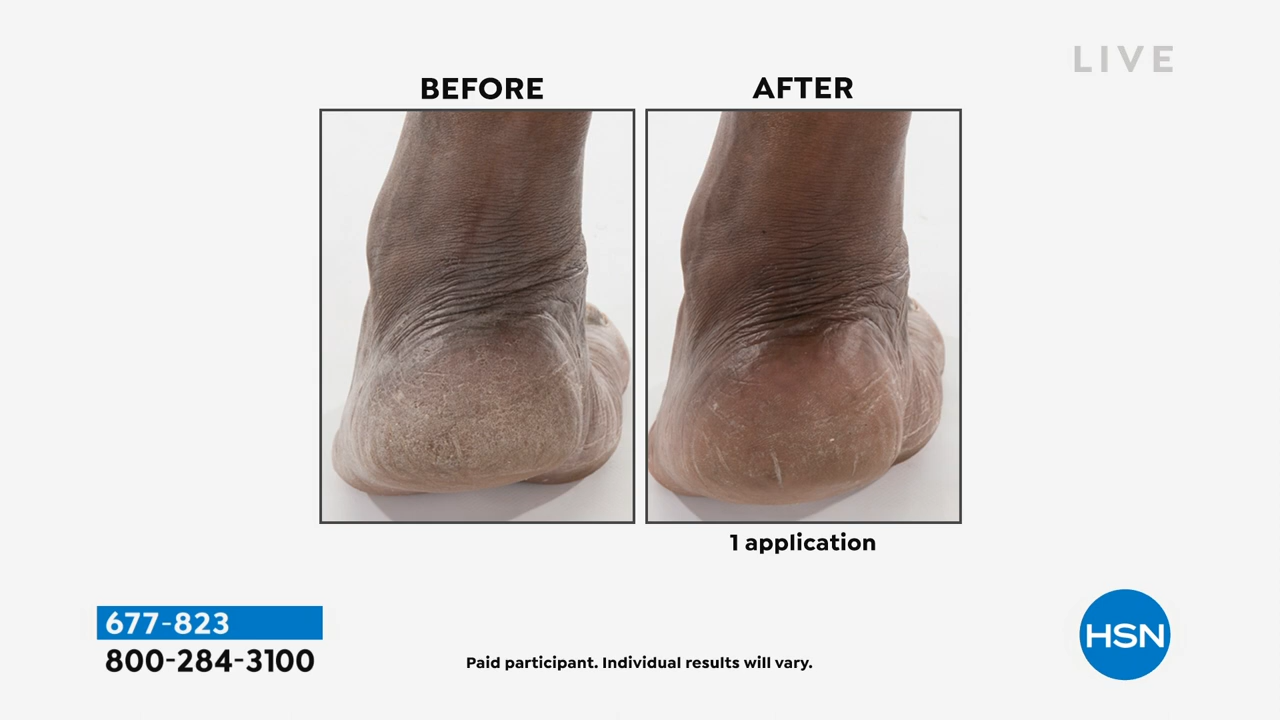 LIVE
BEFORE
AFTER
1 application
677-823
800-284-3100
Paid participant. Individual results will vary.
HSN